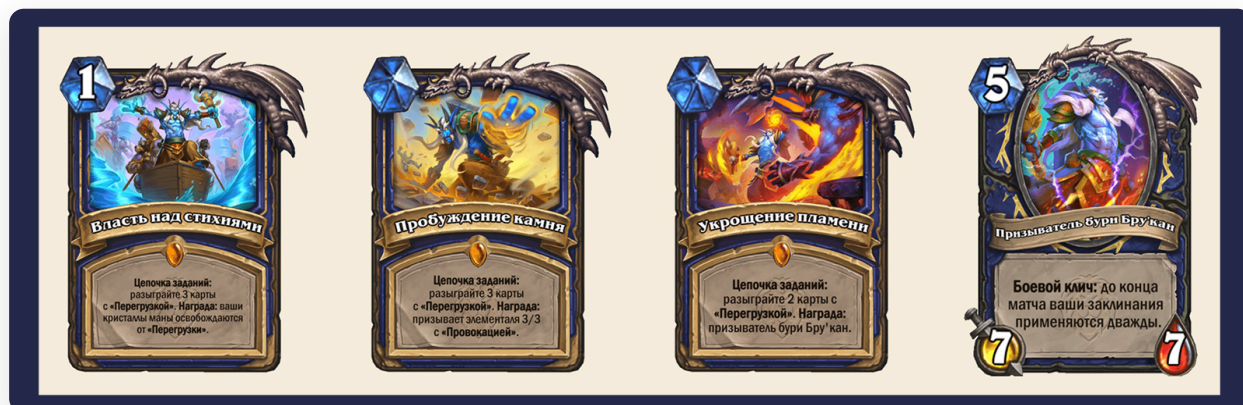 1
Власть над стихиями
Цепочка заданий:
разыграйте 3 карты
с «Перегрузкой». Награда: ваши
кристаллы маны освобождаются
от «Перегрузки».
Пробуждение камня
Цепочка заданий:
разыграйте 3 карты
с «Перегрузкой». Награда:
призывает элементаля 3/3
с «Провокацией».
Укрощение пламени
Цепочка заданий:
разыграйте 2 карты с
«Перегрузкой». Награда:
призыватель бури Бру'кан.
5
Призыватель бури Бру'кан
Боевой клич: до конца
матча ваши заклинания
применяются дважды.
7
7